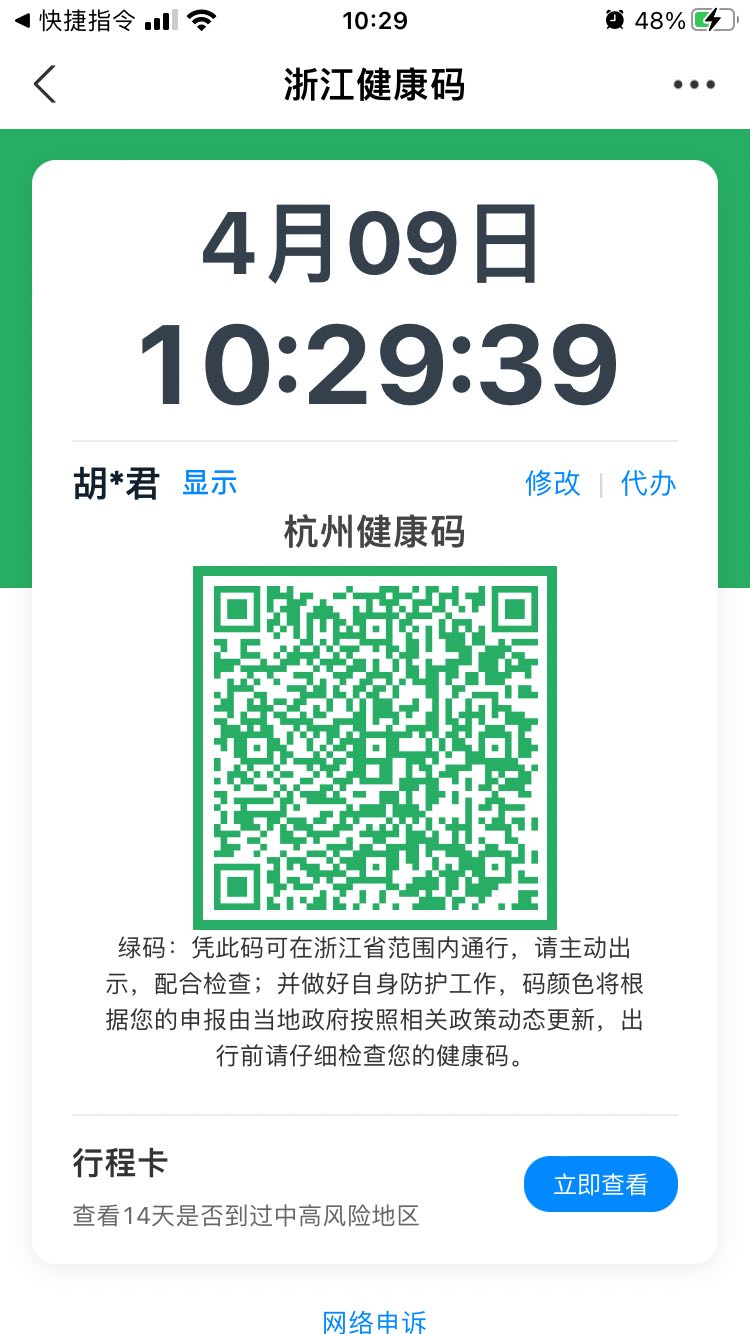 快捷指令 10:29 48%
浙江健康码
4月09日
10:29:39
胡*君 显示 修改 | 代办
杭州健康码
绿码：凭此码可在浙江省范围内通行，请主动出
示，配合检查；并做好自身防护工作，码颜色将根
据您的申报由当地政府按照相关政策动态更新，出
行前请仔细检查您的健康码。
行程卡
立即查看
查看14天是否到过中高风险地区
网络申诉